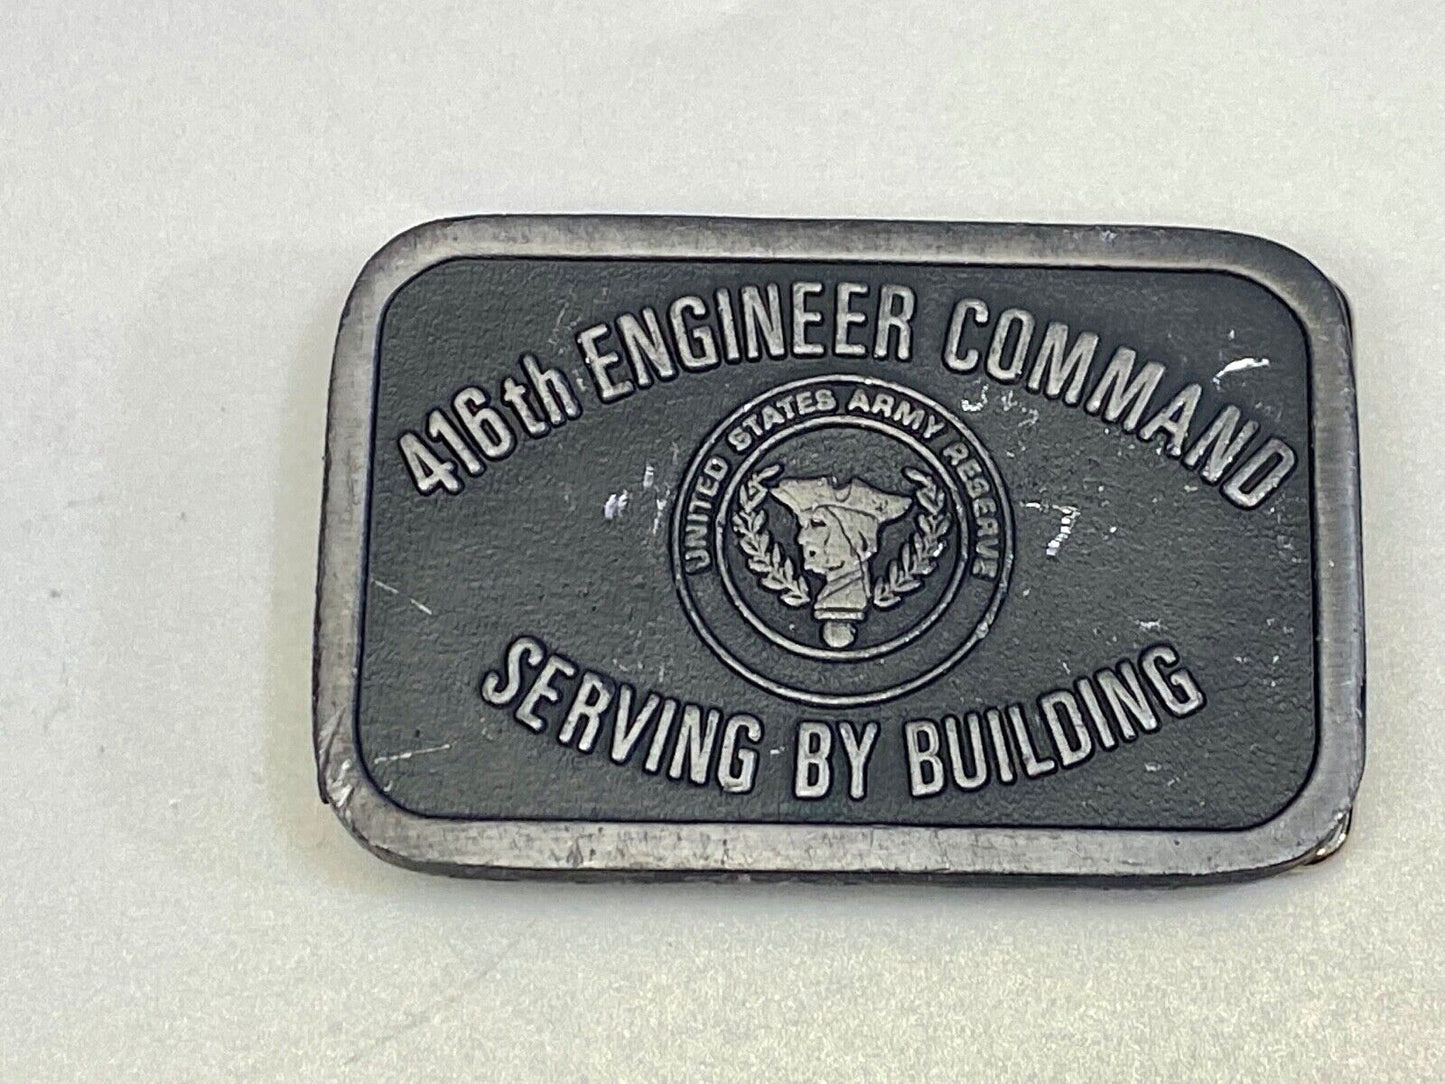 416th ENGINEER COMMAND
UNITED STATES ARMY RESERVE
SERVING BY BUILDING